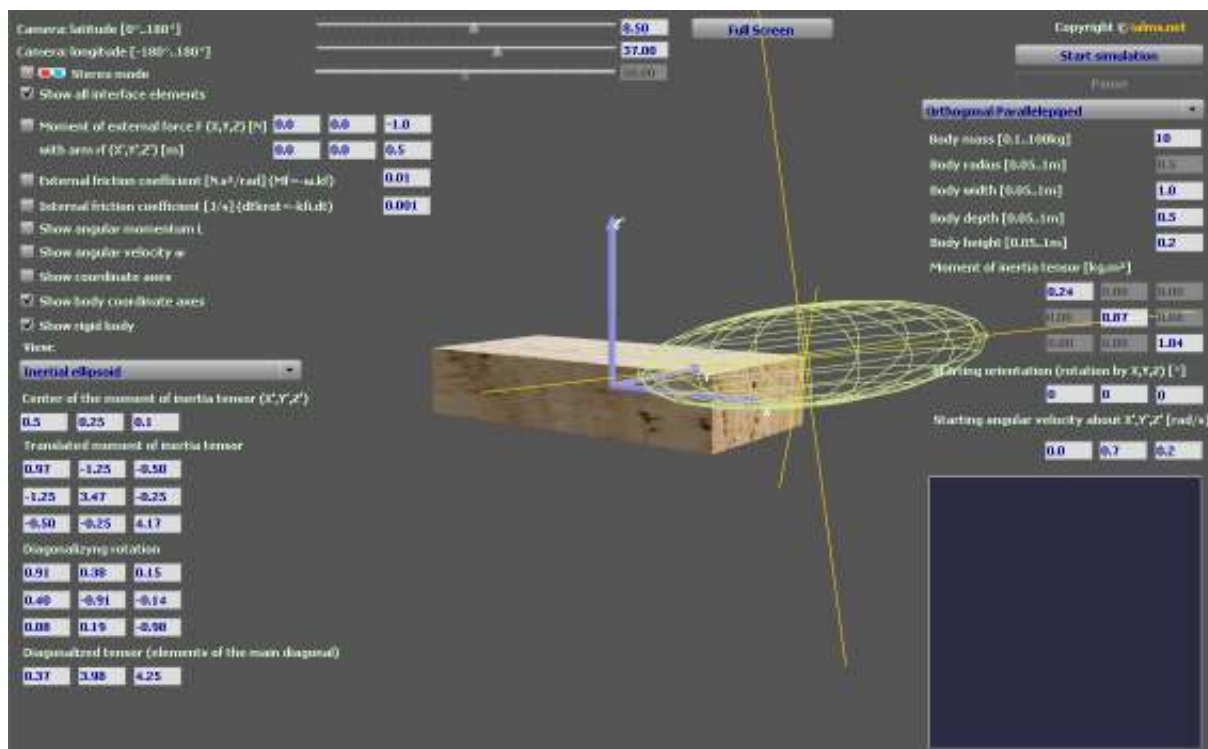 Camera: latitude [0°..180°] 8.50
Full Screen
Copyright © ialms.net
Camera: longitude [-180°..180°] 37.00
Start simulation
Stereo mode
Pause
Show all interface elements
Orthogonal Parallelepiped
Moment of external force F (X,Y,Z) [N] 0.0 0.0 -1.0
with arm rf (X',Y',Z') [m] 0.0 0.0 0.5
External friction coefficient [N.s²/rad] (Mf=-ω.kf) 0.01
Internal friction coefficient [1/s] 0.001
Show angular momentum L
Show angular velocity w
Show coordinate axes
Show body coordinate axes
Show rigid body
View:
Inertial ellipsoid
Center of the moment of inertia tensor (X',Y',Z')
0.5 0.25 0.1
Translated moment of inertia tensor
0.97 -1.25 -0.50
-1.25 3.47 -0.25
-0.50 -0.25 4.17
Diagonalizyng rotation
0.91 0.38 0.15
0.40 -0.91 -0.14
0.08 0.19 -0.98
Diagonalized tensor (elements of the main diagonal)
0.37 3.98 4.25
Body mass [0.1..100kg] 10
Body radius [0.05..1m] 0.5
Body width [0.05..1m] 1.0
Body depth [0.05..1m] 0.5
Body height [0.05..1m] 0.2
Moment of inertia tensor [kg.m²]
0.24 0.00 0.00
0.00 0.87 0.00
0.00 0.00 1.04
Starting orientation (rotation by X,Y,Z) [°]
0 0 0
Starting angular velocity about X',Y',Z' [rad/s]
0.0 0.7 0.2